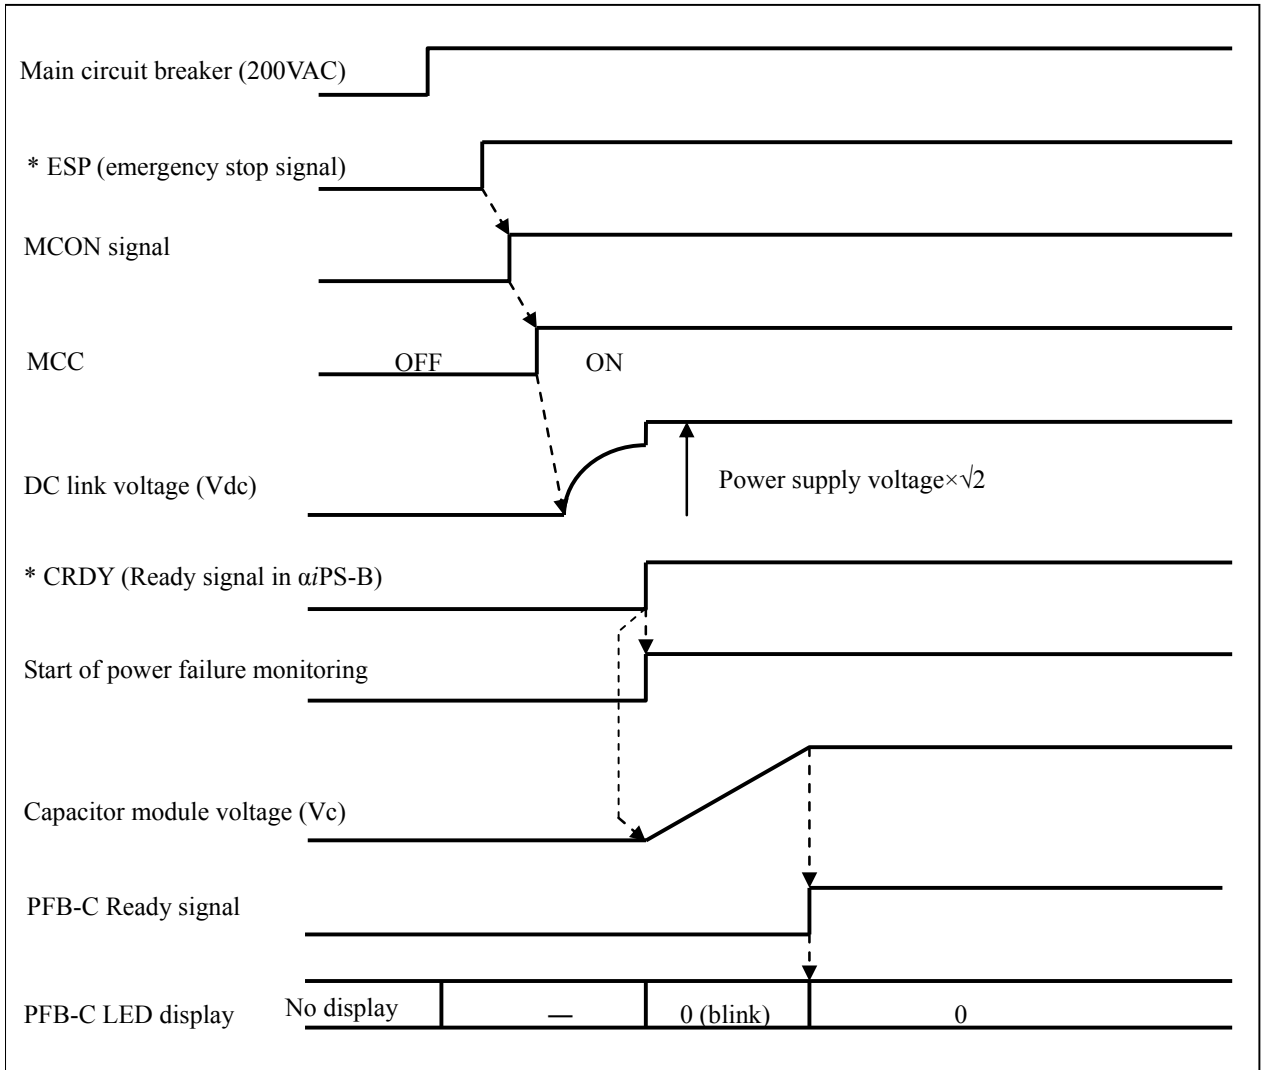 Main circuit breaker (200VAC)
* ESP (emergency stop signal)
MCON signal
MCC
OFF
ON
DC link voltage (Vdc)
Power supply voltage×√2
* CRDY (Ready signal in αiPS-B)
Start of power failure monitoring
Capacitor module voltage (Vc)
PFB-C Ready signal
PFB-C LED display
No display
—
0 (blink)
0